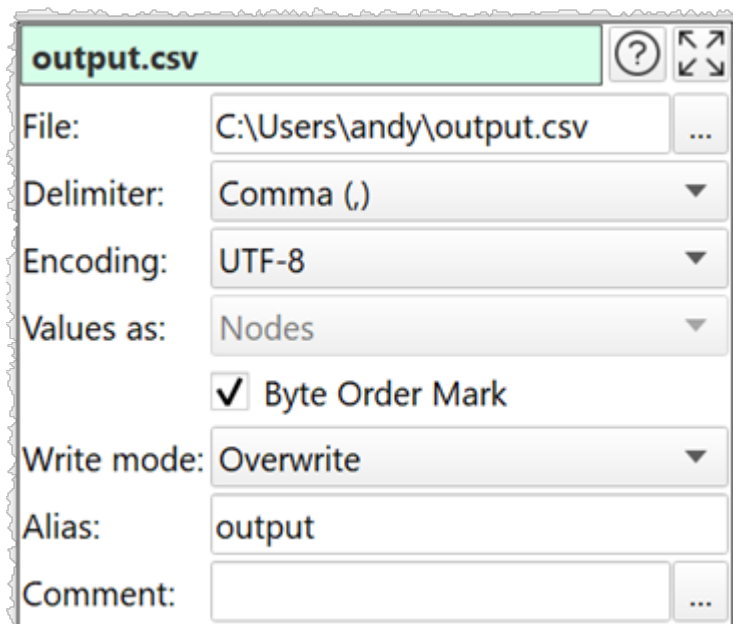 output.csv
File: C:\Users\andy\output.csv ...
Delimiter: Comma (,)
Encoding: UTF-8
Values as: Nodes
Byte Order Mark
Write mode: Overwrite
Alias: output
Comment: ...